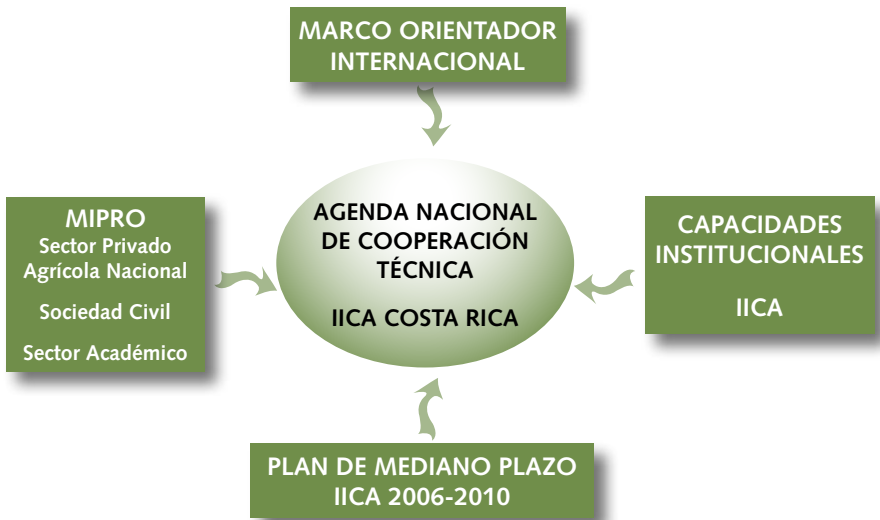 MARCO ORIENTADOR
INTERNACIONAL
MIPRO
Sector Privado
Agrícola Nacional
Sociedad Civil
Sector Académico
AGENDA NACIONAL
DE COOPERACIÓN
TÉCNICA
IICA COSTA RICA
CAPACIDADES
INSTITUCIONALES
IICA
PLAN DE MEDIANO PLAZO
IICA 2006-2010